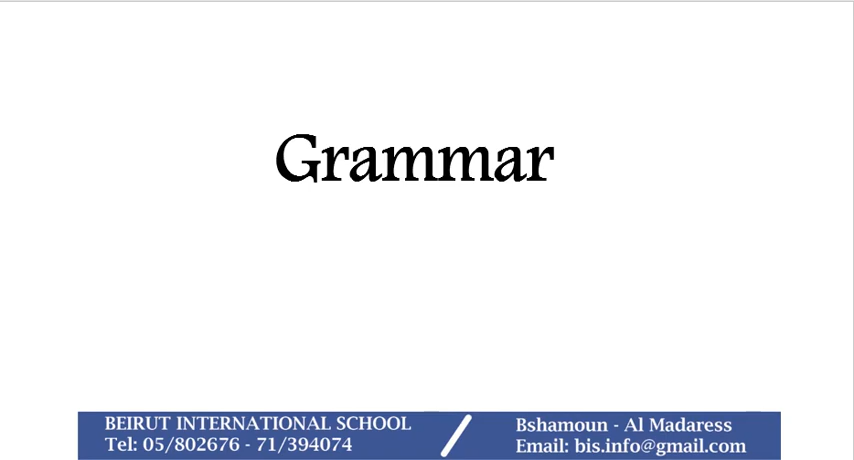 Grammar
BEIRUT INTERNATIONAL SCHOOL
Tel: 05/802676 - 71/394074
Bshamoun - Al Madaress
Email: bis.info@gmail.com